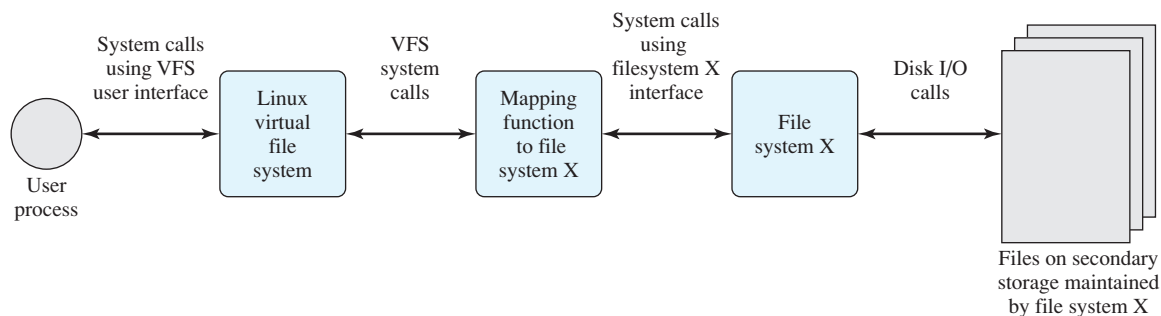 System calls
using VFS
user interface
VFS
system
calls
System calls
using
filesystem X
interface
Disk I/O
calls
User
process
Linux
virtual
file
system
Mapping
function
to file
system X
File
system X
Files on secondary
storage maintained
by file system X